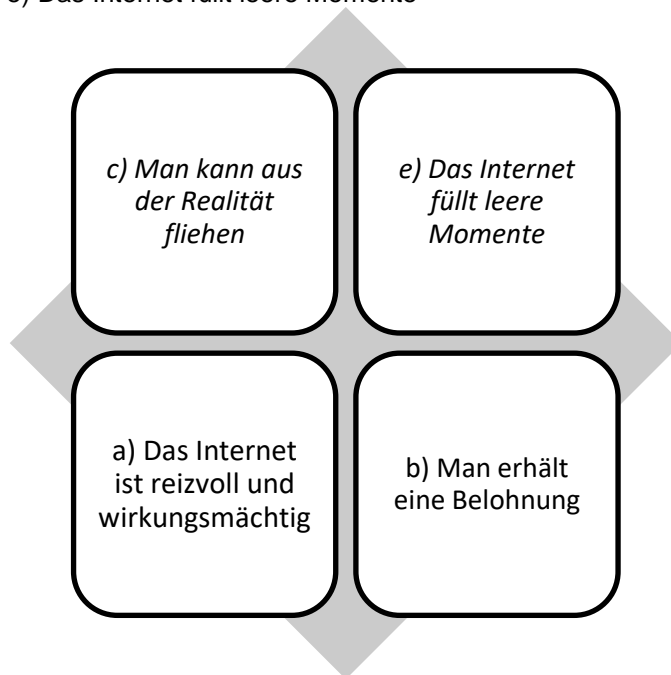 e) Das Internet füllt leere Momente
c) Man kann aus
der Realität
fliehen
e) Das Internet
füllt leere
Momente
a) Das Internet
ist reizvoll und
wirkungsmächtig
b) Man erhält
eine Belohnung